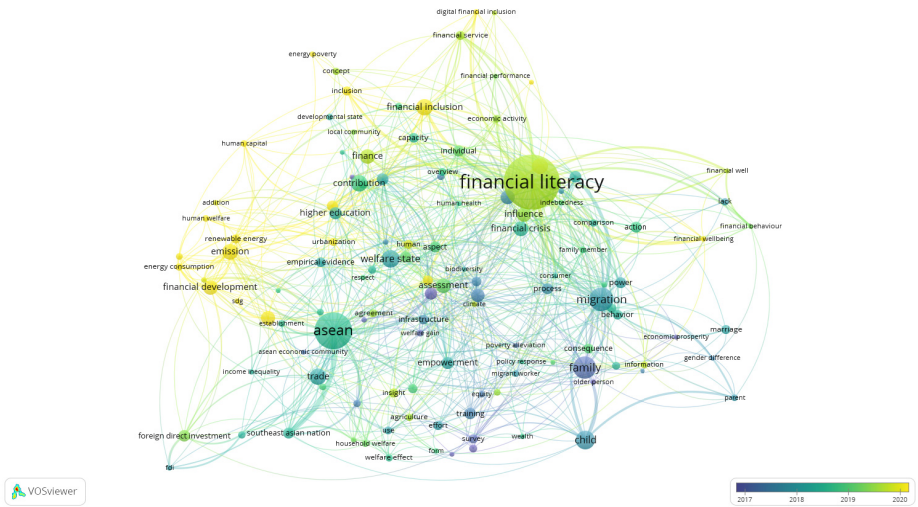 digital financial inclusion
financial service
energy poverty
concept
financial performance
inclusion
financial inclusion
developmental state
economic activity
local community
capacity
human capital
finance
individual
overview
contribution
financial literacy
financial well
addition
human health
indebtedness
lack
higher education
influence
human welfare
comparison
action
financial behaviour
financial crisis
renewable energy
urbanization
human
aspect
family member
financial wellbeing
emission
empirical evidence
welfare state
energy consumption
respect
biodiversity
consumer
financial development
assessment
process
power
sdg
climate
migration
agreement
infrastructure
behavior
establishment
asean
welfare gain
economic prosperity
marriage
poverty alleviation
consequence
asean economic community
gender difference
income inequality
trade
empowerment
policy response
migrant worker
family
information
older person
insight
equity
parent
agriculture
training
foreign direct investment
southeast asian nation
use
effort
survey
wealth
child
household welfare
form
welfare effect
fdi
VOSviewer
2017
2018
2019
2020